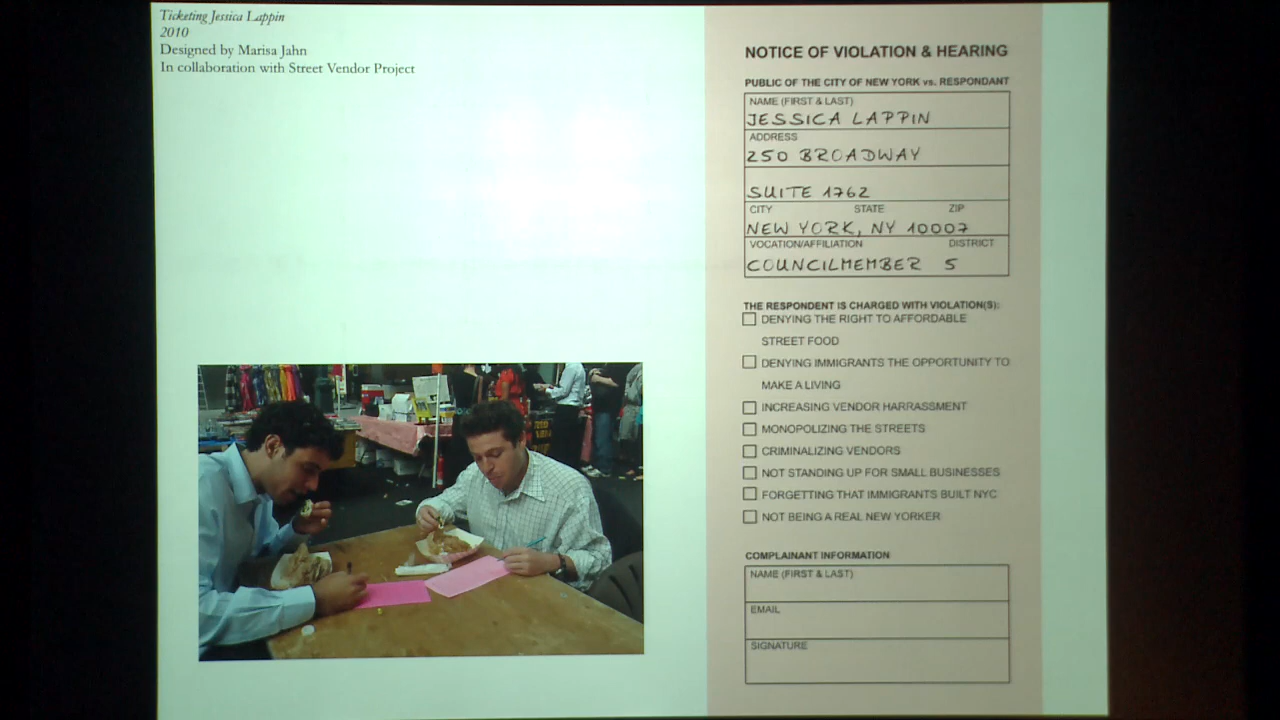 Ticketing Jessica Lappin
2010
Designed by Marisa Jahn
In collaboration with Street Vendor Project
NOTICE OF VIOLATION & HEARING
PUBLIC OF THE CITY OF NEW YORK vs. RESPONDANT
NAME (FIRST & LAST)
JESSICA LAPPIN
ADDRESS
250 BROADWAY
SUITE 1762
CITY STATE ZIP
NEW YORK, NY 10007
VOCATION/AFFILIATION DISTRICT
COUNCILMEMBER 5
THE RESPONDENT IS CHARGED WITH VIOLATION(S):
DENYING THE RIGHT TO AFFORDABLE
STREET FOOD
DENYING IMMIGRANTS THE OPPORTUNITY TO
MAKE A LIVING
INCREASING VENDOR HARRASSMENT
MONOPOLIZING THE STREETS
CRIMINALIZING VENDORS
NOT STANDING UP FOR SMALL BUSINESSES
FORGETTING THAT IMMIGRANTS BUILT NYC
NOT BEING A REAL NEW YORKER
COMPLAINANT INFORMATION
NAME (FIRST & LAST)
EMAIL
SIGNATURE